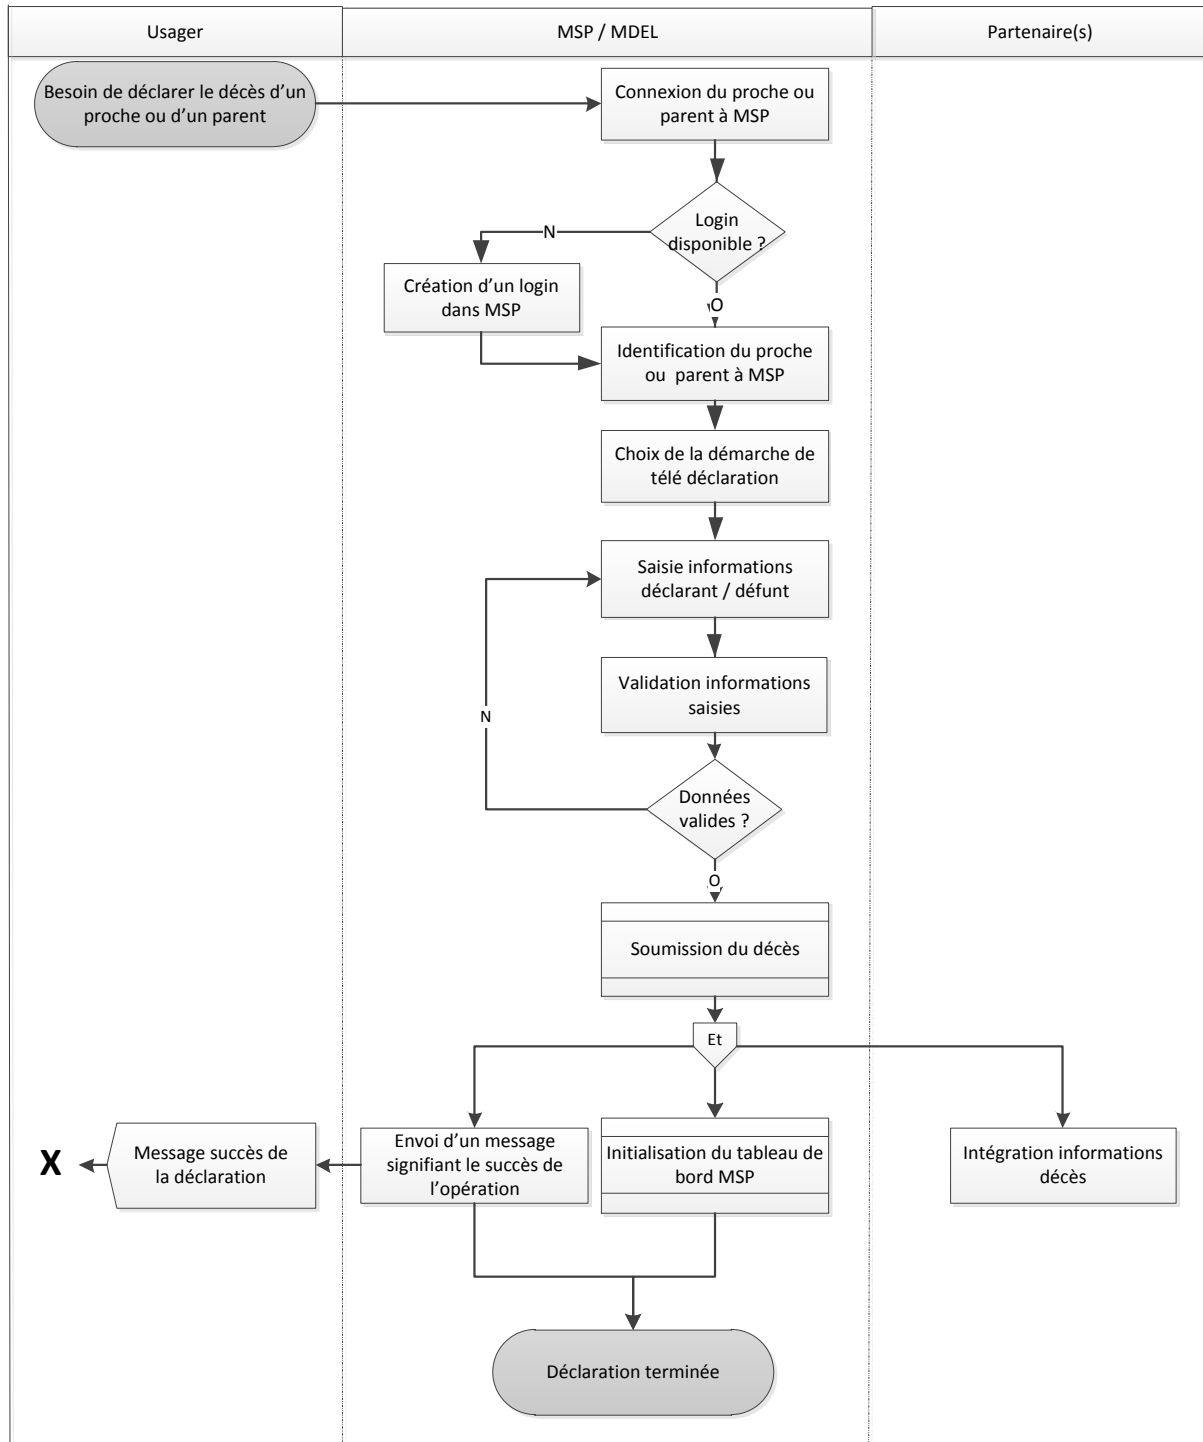 Usager
MSP / MDEL
Partenaire(s)
Besoin de déclarer le décès d'un
proche ou d'un parent
Connexion du proche ou
parent à MSP
Login
disponible ?
N
Création d'un login
dans MSP
O
Identification du proche
ou parent à MSP
Choix de la démarche de
télé déclaration
Saisie informations
déclarant / défunt
Validation informations
saisies
N
Données
valides ?
O
Soumission du décès
Et
X
Message succès de
la déclaration
Envoi d'un message
signifiant le succès de
l'opération
Initialisation du tableau de
bord MSP
Intégration informations
décès
Déclaration terminée